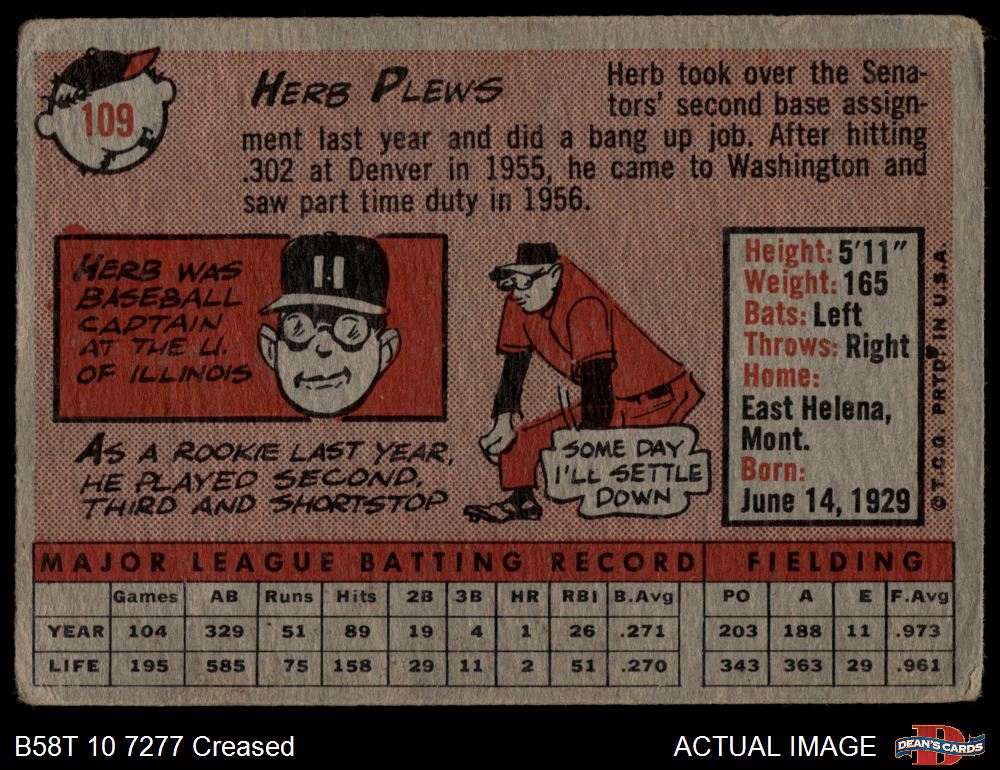 109
HERB PLEWS
Herb took over the Sena-
tors' second base assign-
ment last year and did a bang up job. After hitting
.302 at Denver in 1955, he came to Washington and
saw part time duty in 1956.
HERB WAS
BASEBALL
CAPTAIN
AT THE U.
OF ILLINOIS
AS A ROOKIE LAST YEAR,
HE PLAYED SECOND,
THIRD AND SHORTSTOP
SOME DAY
I'LL SETTLE
DOWN
Height: 5'11"
Weight: 165
Bats: Left
Throws: Right
Home:
East Helena,
Mont.
Born:
June 14, 1929
© T.C.G. PRTD. IN U.S.A.
MAJOR LEAGUE BATTING RECORD FIELDING
Games AB Runs Hits 2B 3B HR RBI B.Avg PO A E F.Avg
YEAR 104 329 51 89 19 4 1 26 .271 203 188 11 .973
LIFE 195 585 75 158 29 11 2 51 .270 343 363 29 .961
B58T 10 7277 Creased ACTUAL IMAGE DEAN'S CARDS